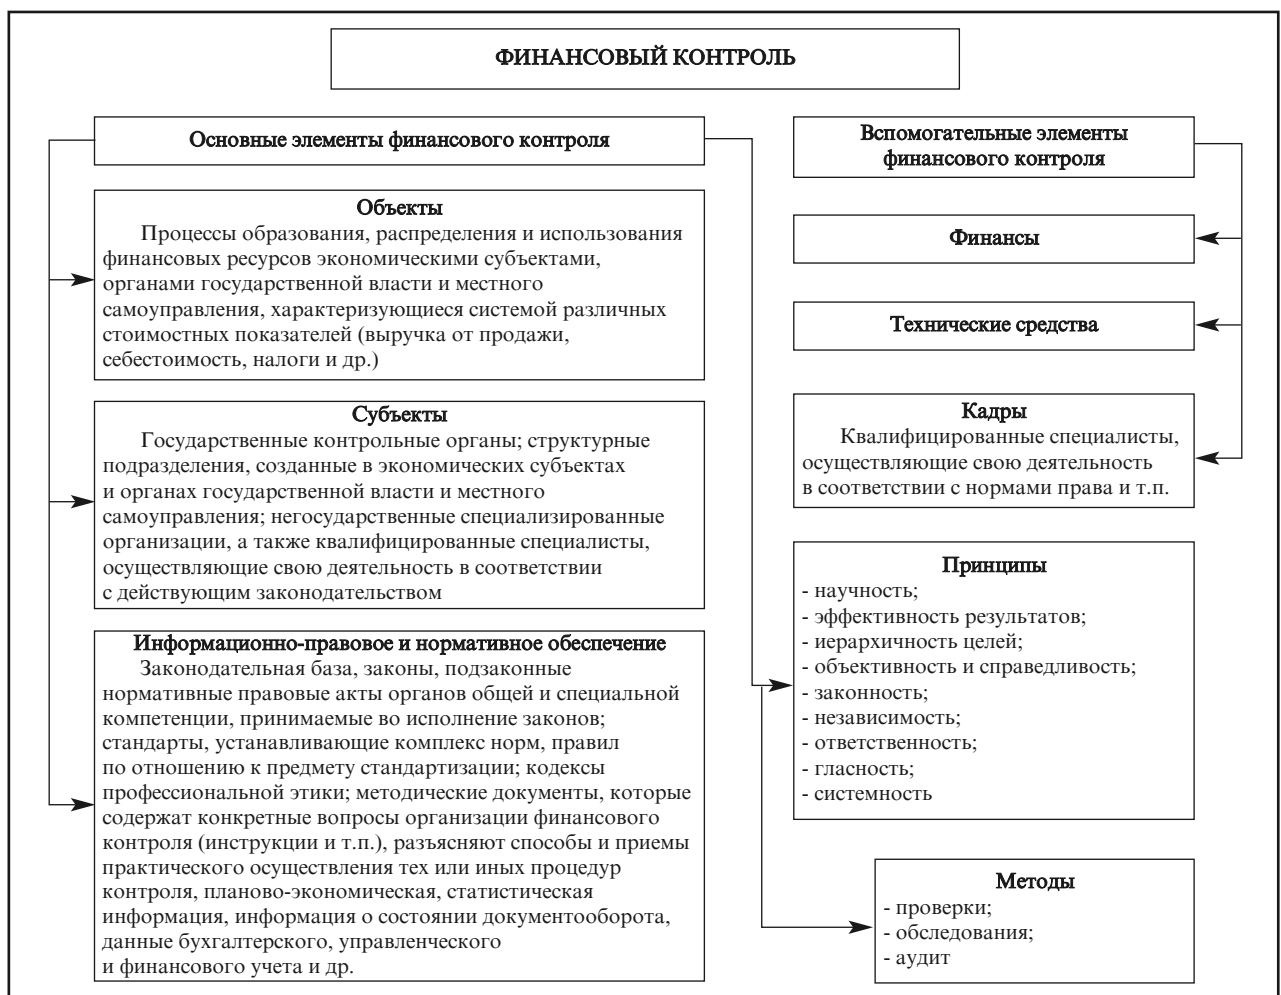 ФИНАНСОВЫЙ КОНТРОЛЬ
Основные элементы финансового контроля
Объекты
Процессы образования, распределения и использования
финансовых ресурсов экономическими субъектами,
органами государственной власти и местного
самоуправления, характеризующиеся системой различных
стоимостных показателей (выручка от продажи,
себестоимость, налоги и др.)
Субъекты
Государственные контрольные органы; структурные
подразделения, созданные в экономических субъектах
и органах государственной власти и местного
самоуправления; негосударственные специализированные
организации, а также квалифицированные специалисты,
осуществляющие свою деятельность в соответствии
с действующим законодательством
Информационно-правовое и нормативное обеспечение
Законодательная база, законы, подзаконные
нормативные правовые акты органов общей и специальной
компетенции, принимаемые во исполнение законов;
стандарты, устанавливающие комплекс норм, правил
по отношению к предмету стандартизации; кодексы
профессиональной этики; методические документы, которые
содержат конкретные вопросы организации финансового
контроля (инструкции и т.п.), разъясняют способы и приемы
практического осуществления тех или иных процедур
контроля, планово-экономическая, статистическая
информация, информация о состоянии документооборота,
данные бухгалтерского, управленческого
и финансового учета и др.
Вспомогательные элементы
финансового контроля
Финансы
Технические средства
Кадры
Квалифицированные специалисты,
осуществляющие свою деятельность
в соответствии с нормами права и т.п.
Принципы
- научность;
- эффективность результатов;
- иерархичность целей;
- объективность и справедливость;
- законность;
- независимость;
- ответственность;
- гласность;
- системность
Методы
- проверки;
- обследования;
- аудит